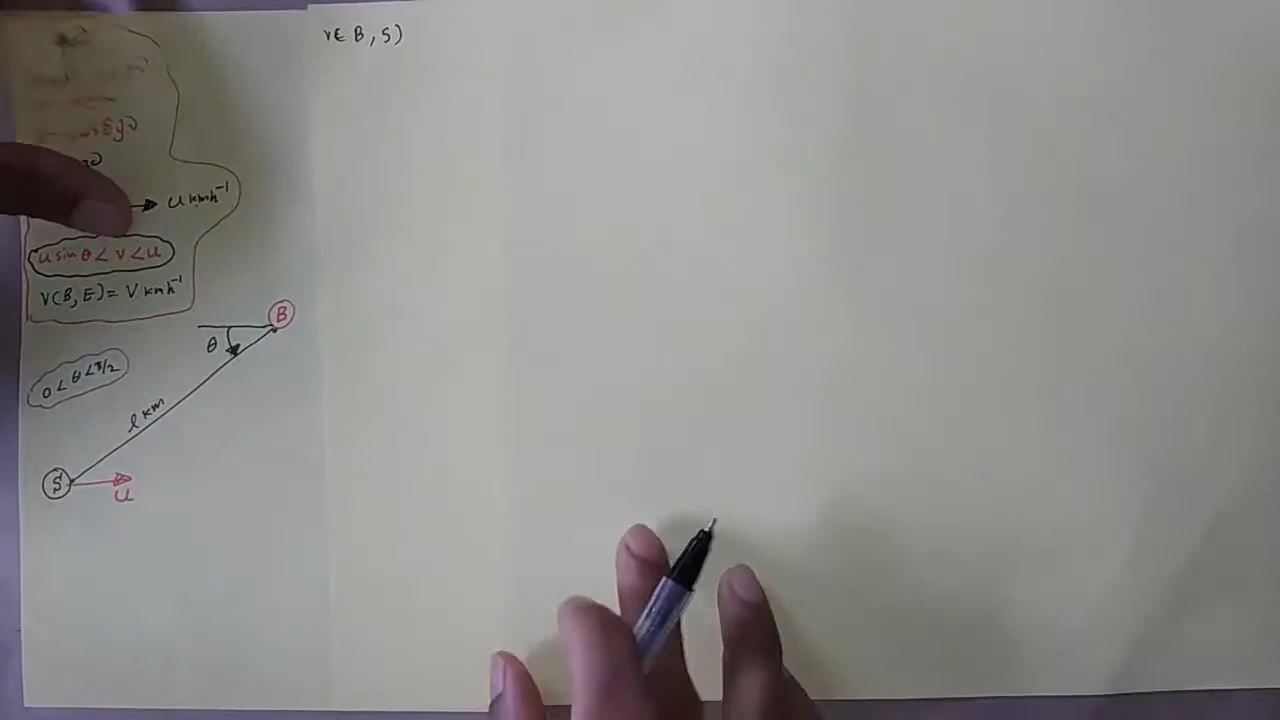 V(B, S)
u kmh⁻¹
u sin θ < v < u
V(B, E) = V kmh⁻¹
B
θ
0 < θ < π/2
l km
S
u